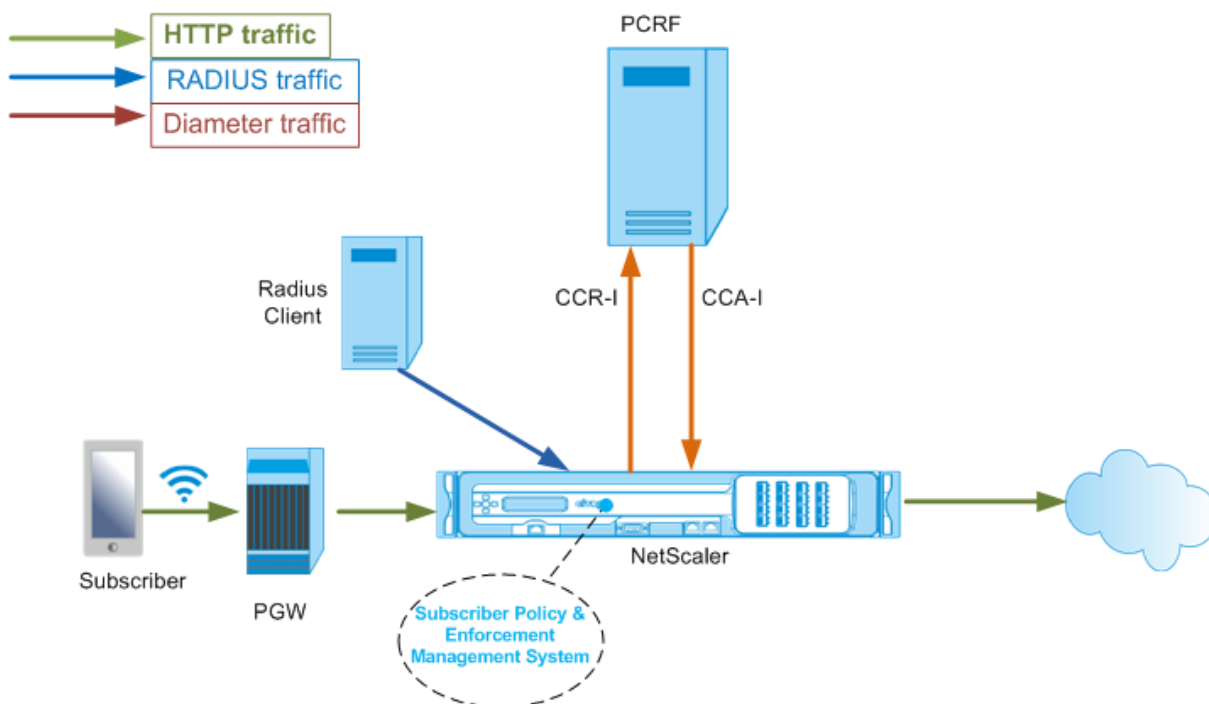 HTTP traffic
RADIUS traffic
Diameter traffic
PCRF
Radius
Client
CCR-I
CCA-I
Subscriber
PGW
NetScaler
Subscriber Policy &
Enforcement
Management System